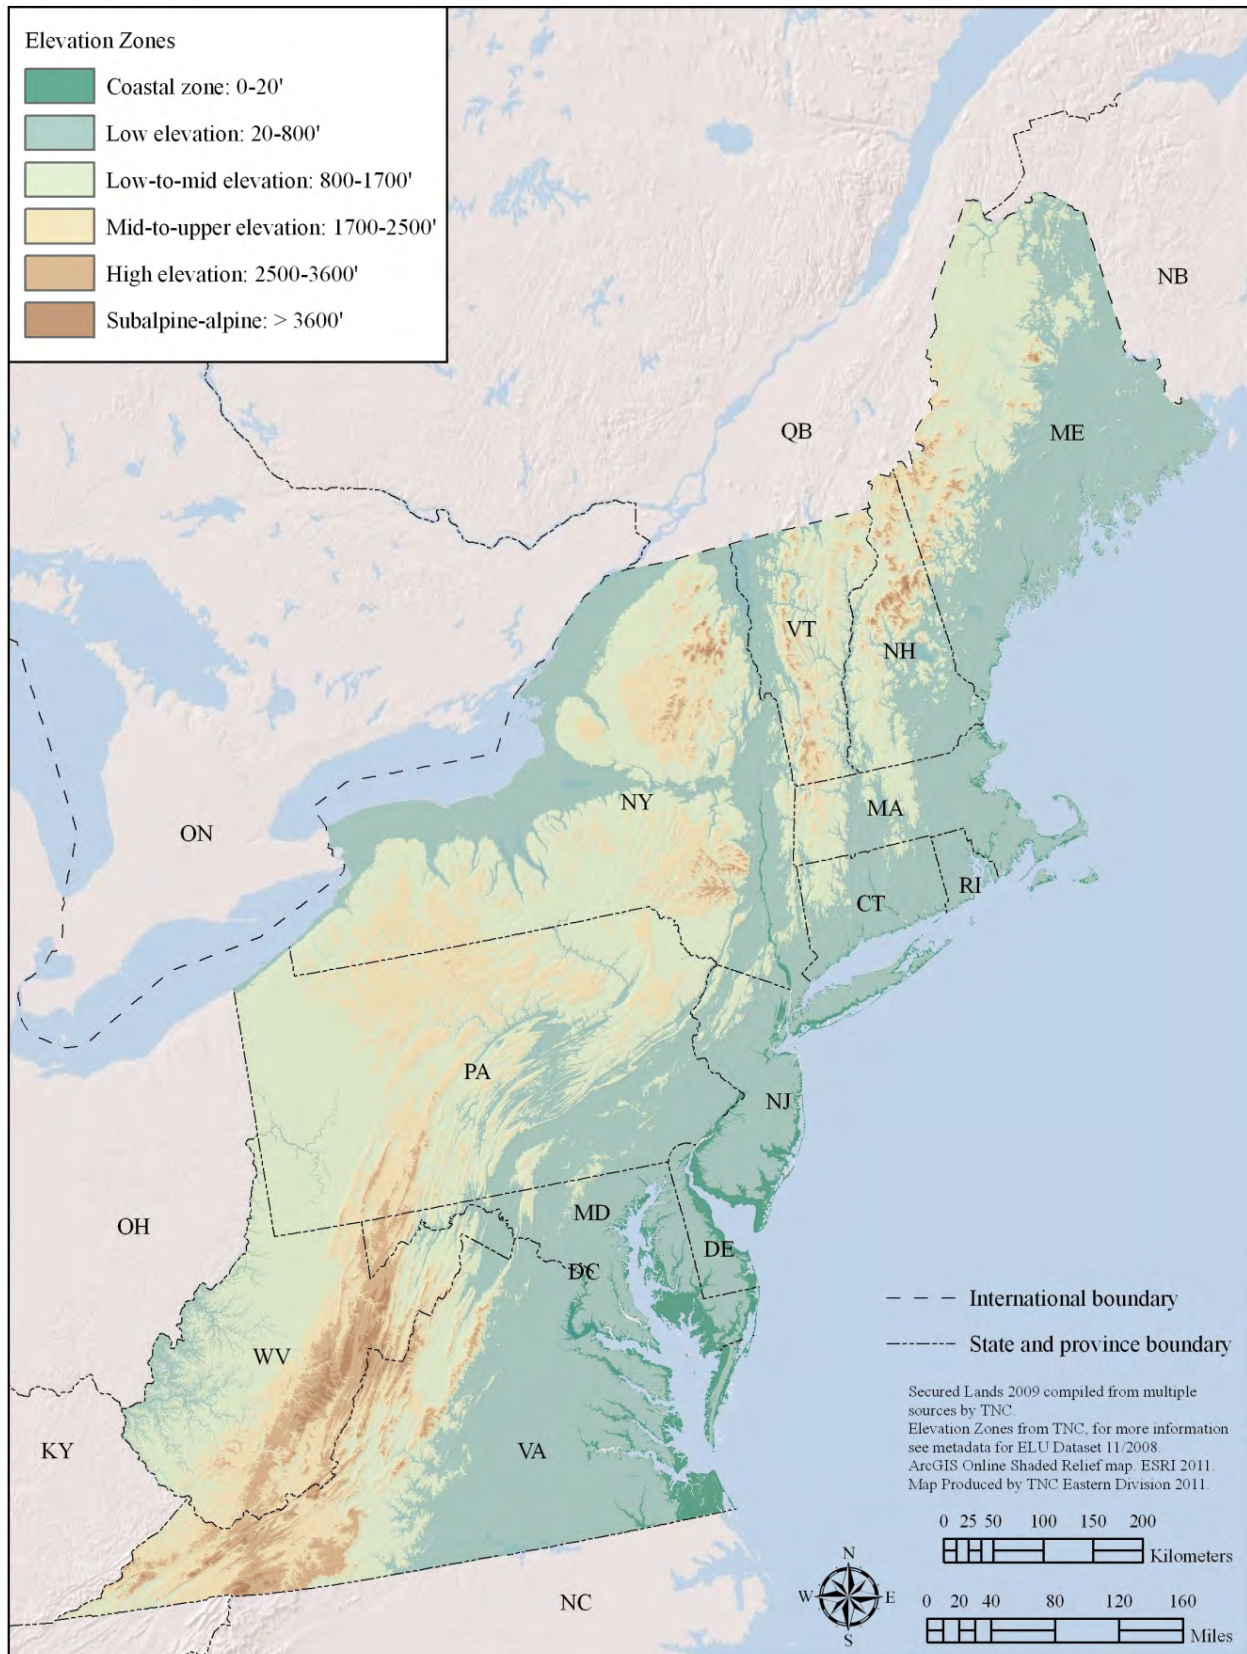 Elevation Zones
Coastal zone: 0-20'
Low elevation: 20-800'
Low-to-mid elevation: 800-1700'
Mid-to-upper elevation: 1700-2500'
High elevation: 2500-3600'
Subalpine-alpine: > 3600'
NB
QB
ME
VT
NH
NY
MA
ON
CT
RI
PA
NJ
OH
MD
DE
DC
WV
KY
VA
NC
International boundary
State and province boundary
Secured Lands 2009 compiled from multiple
sources by TNC.
Elevation Zones from TNC, for more information
see metadata for ELU Dataset 11/2008.
ArcGIS Online Shaded Relief map. ESRI 2011.
Map Produced by TNC Eastern Division 2011.
0 25 50 100 150 200
Kilometers
N
W E
S
0 20 40 80 120 160
Miles